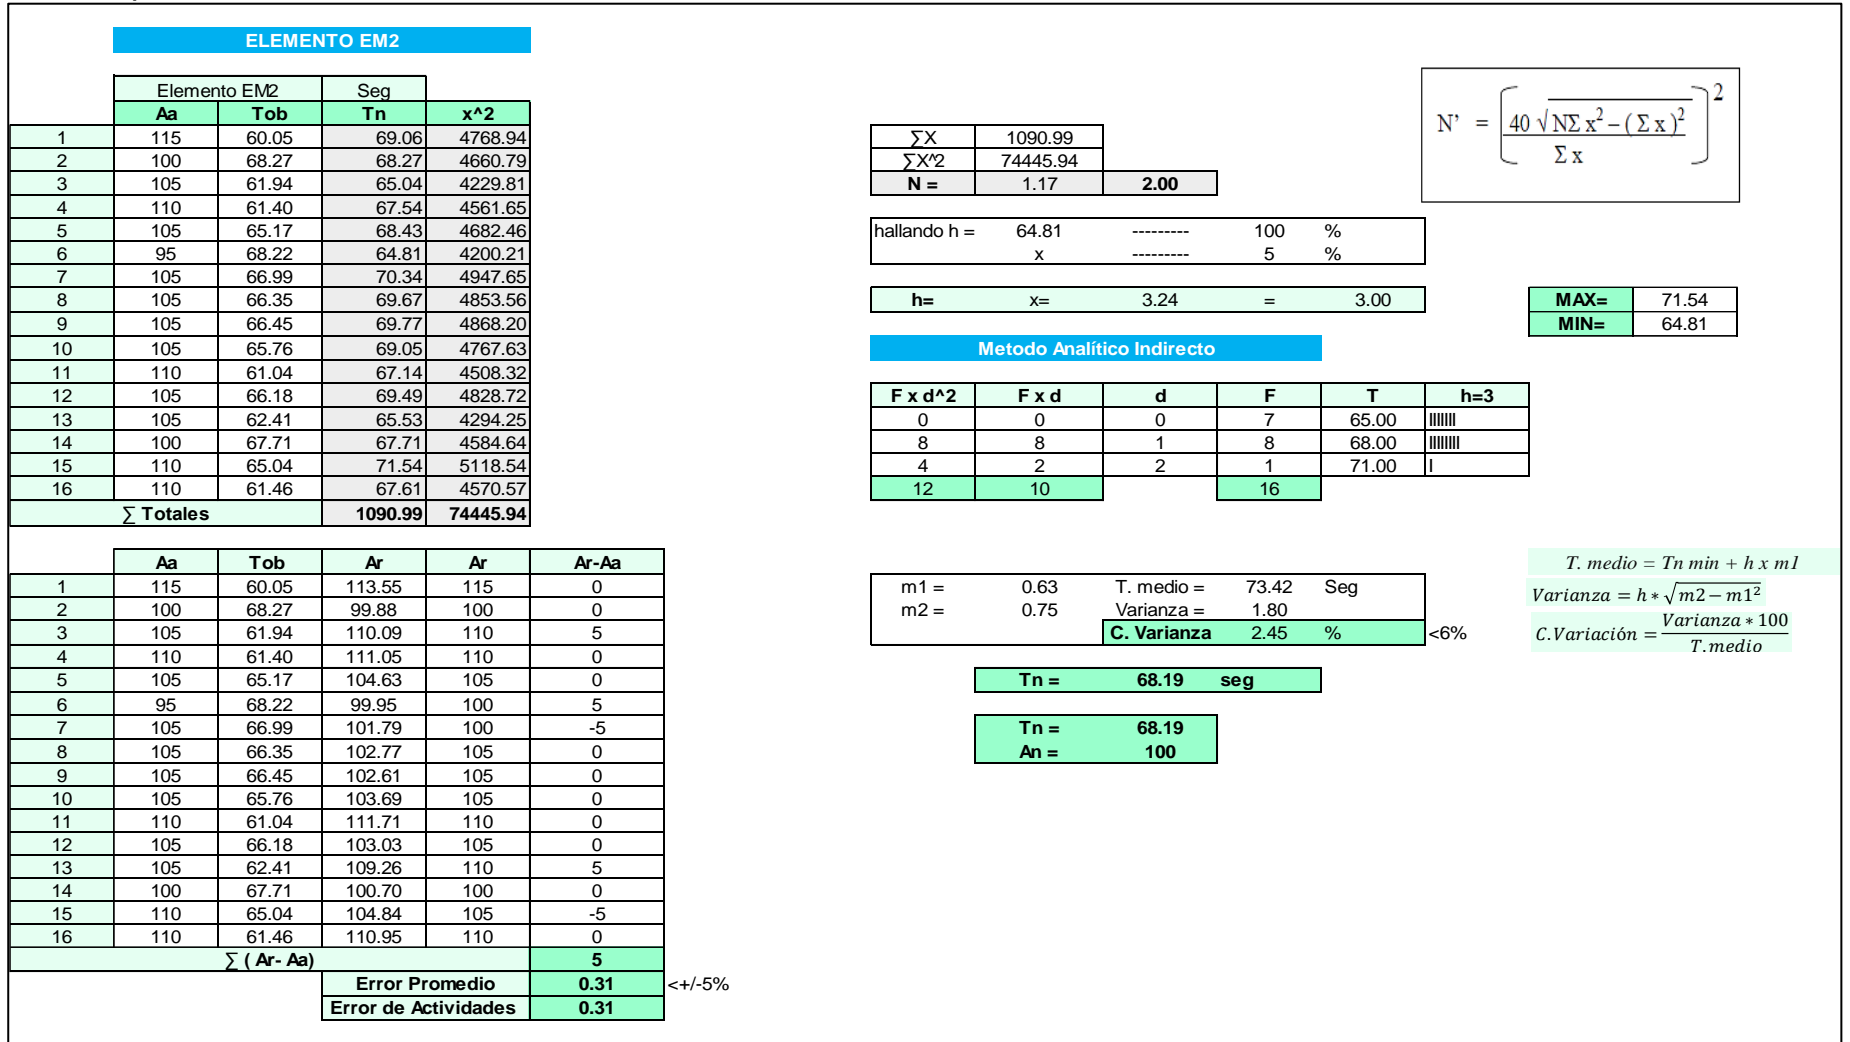 ELEMENTO EM2
Elemento EM2 Seg
Aa Tob Tn x^2
1 115 60.05 69.06 4768.94
2 100 68.27 68.27 4660.79
3 105 61.94 65.04 4229.81
4 110 61.40 67.54 4561.65
5 105 65.17 68.43 4682.46
6 95 68.22 64.81 4200.21
7 105 66.99 70.34 4947.65
8 105 66.35 69.67 4853.56
9 105 66.45 69.77 4868.20
10 105 65.76 69.05 4767.63
11 110 61.04 67.14 4508.32
12 105 66.18 69.49 4828.72
13 105 62.41 65.53 4294.25
14 100 67.71 67.71 4584.64
15 110 65.04 71.54 5118.54
16 110 61.46 67.61 4570.57
∑ Totales 1090.99 74445.94
∑X 1090.99
∑X^2 74445.94
N = 1.17 2.00
N' = [ 40 √ NΣ x² – ( Σ x )² / Σ x ] 2
hallando h = 64.81 --------- 100 %
x --------- 5 %
h= x= 3.24 = 3.00
MAX= 71.54
MIN= 64.81
Metodo Analítico Indirecto
F x d^2 F x d d F T h=3
0 0 0 7 65.00 IIIIIII
8 8 1 8 68.00 IIIIIIII
4 2 2 1 71.00 I
12 10 16
Aa Tob Ar Ar Ar-Aa
1 115 60.05 113.55 115 0
2 100 68.27 99.88 100 0
3 105 61.94 110.09 110 5
4 110 61.40 111.05 110 0
5 105 65.17 104.63 105 0
6 95 68.22 99.95 100 5
7 105 66.99 101.79 100 -5
8 105 66.35 102.77 105 0
9 105 66.45 102.61 105 0
10 105 65.76 103.69 105 0
11 110 61.04 111.71 110 0
12 105 66.18 103.03 105 0
13 105 62.41 109.26 110 5
14 100 67.71 100.70 100 0
15 110 65.04 104.84 105 -5
16 110 61.46 110.95 110 0
∑ ( Ar- Aa) 5
Error Promedio 0.31 <+/-5%
Error de Actividades 0.31
m1 = 0.63 T. medio = 73.42 Seg
m2 = 0.75 Varianza = 1.80
C. Varianza 2.45 % <6%
T. medio = Tn min + h x m1
Varianza = h * √m2 − m1²
C.Variación = Varianza * 100 / T.medio
Tn = 68.19 seg
Tn = 68.19
An = 100